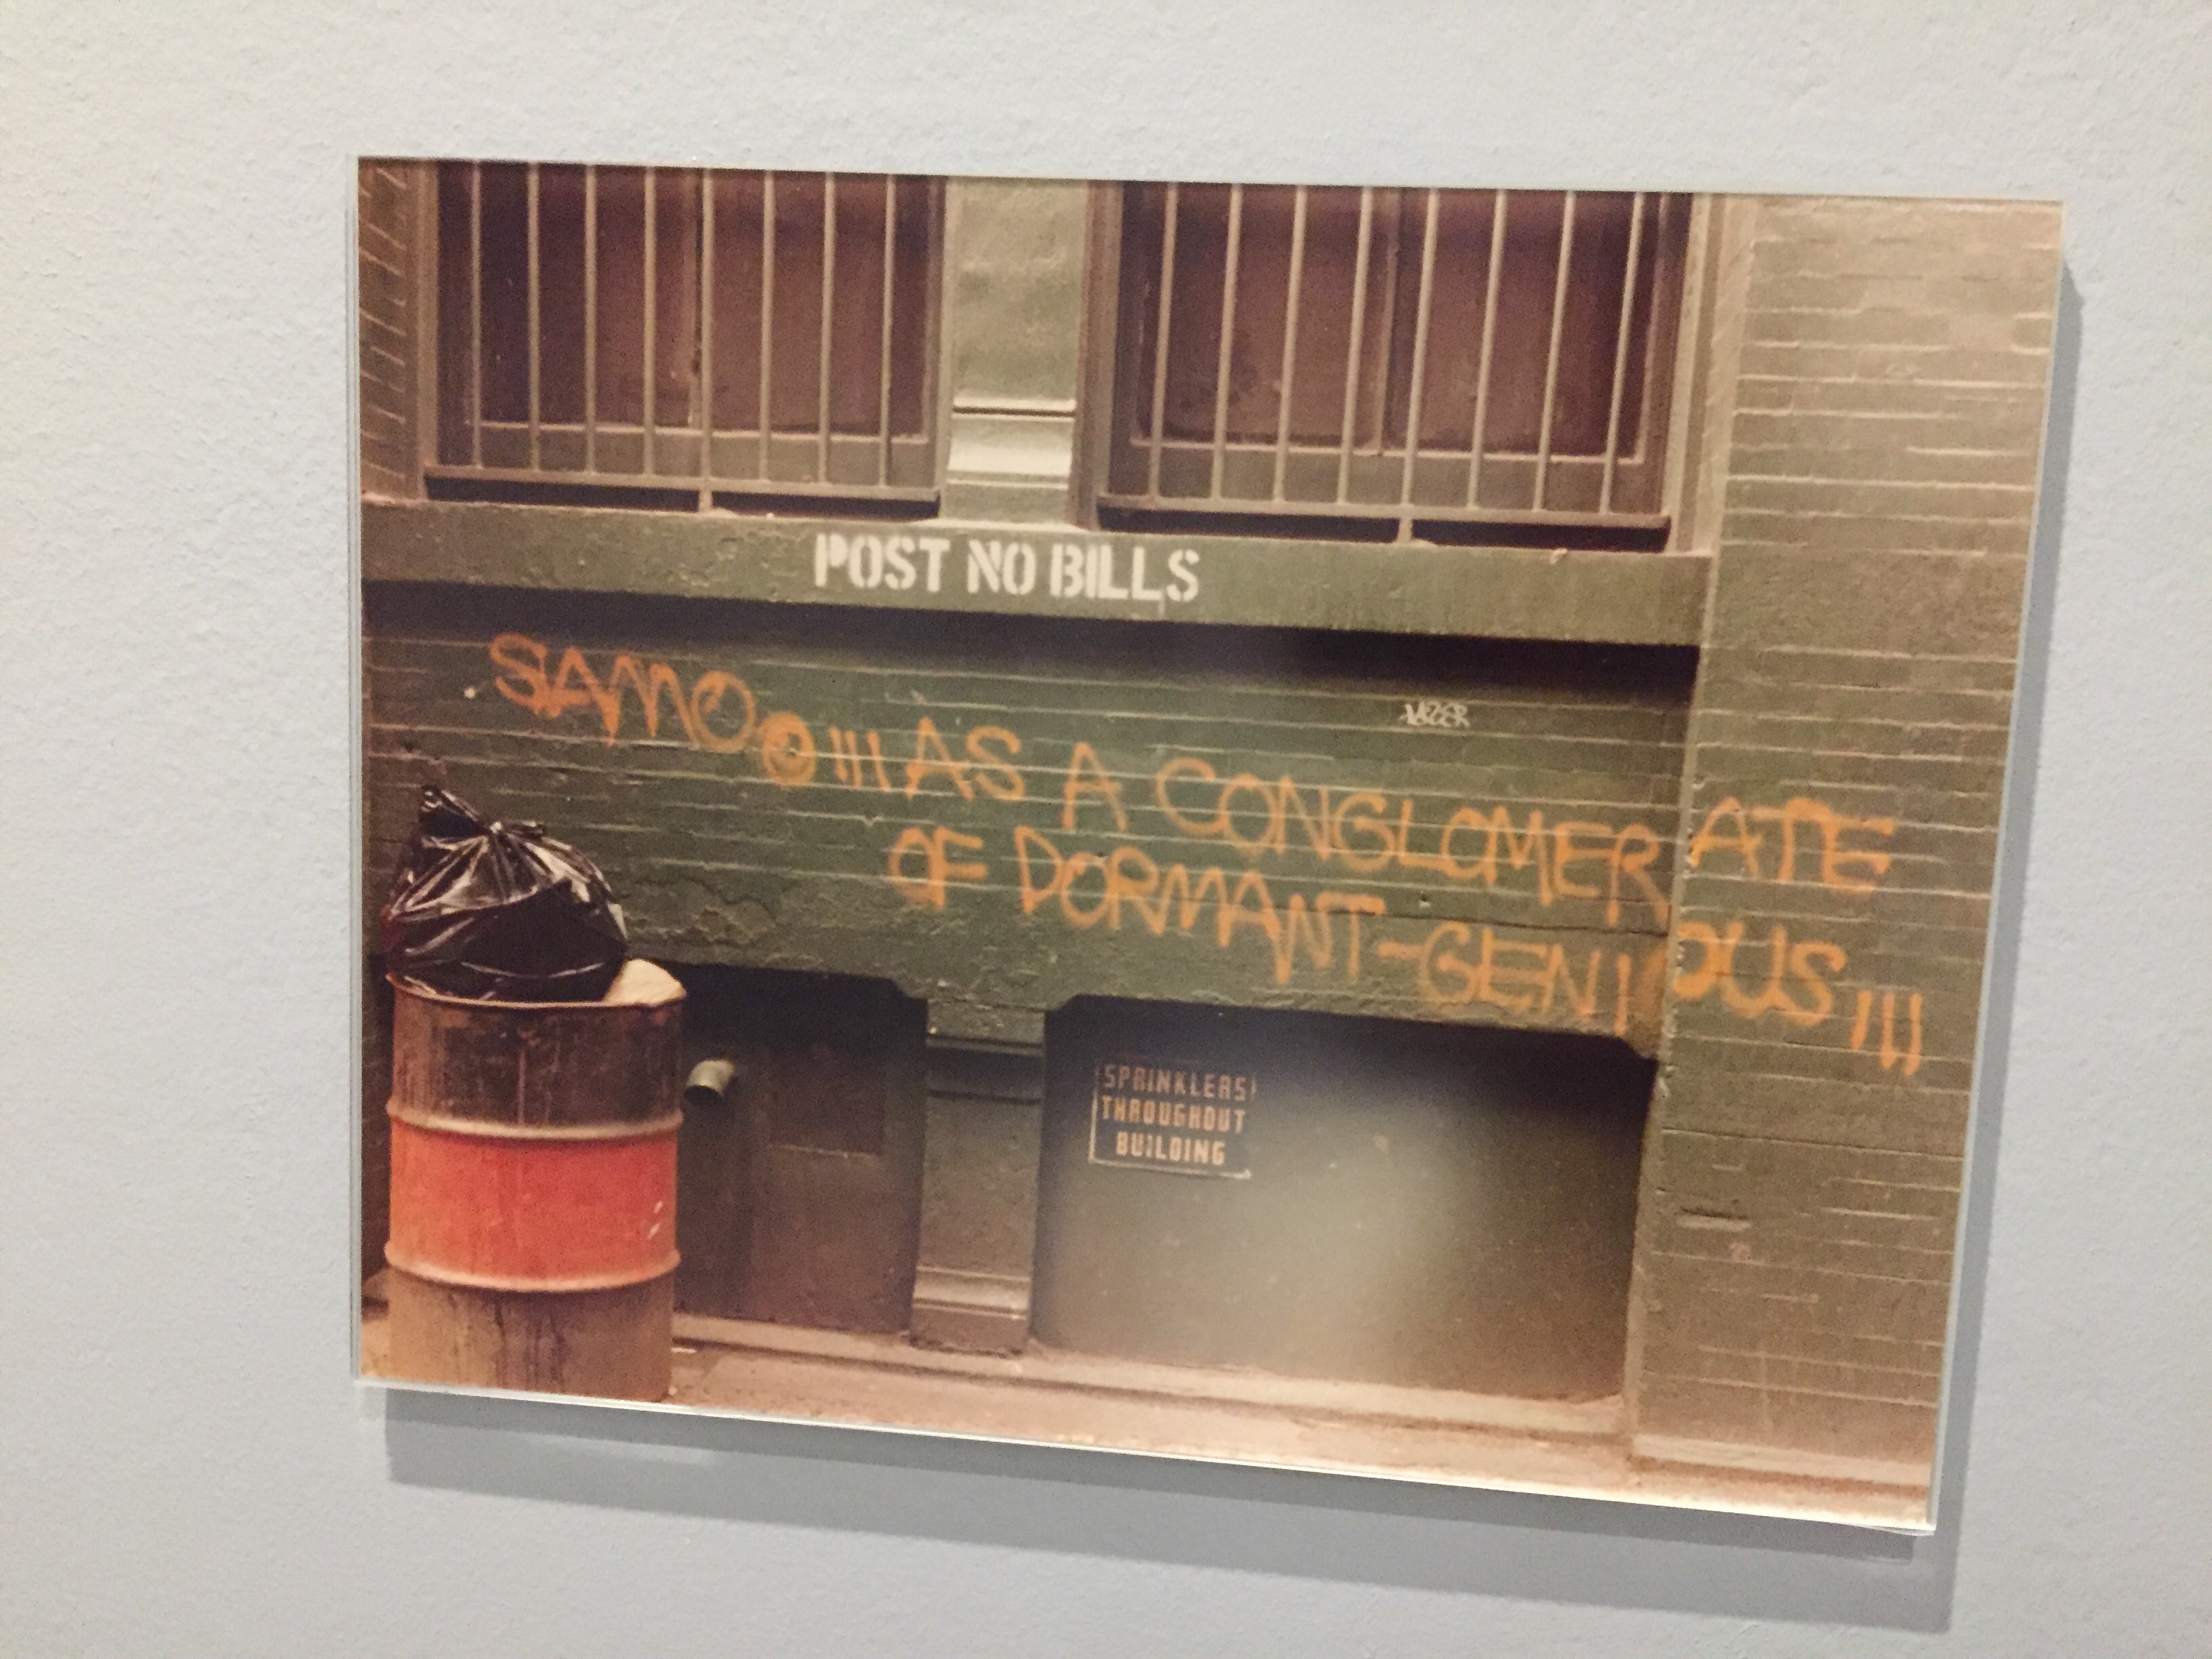 POST NO BILLS
SAMO© !!! AS A CONGLOMERATE
OF DORMANT-GENIOUS!!!
SPRINKLERS
THROUGHOUT
BUILDING